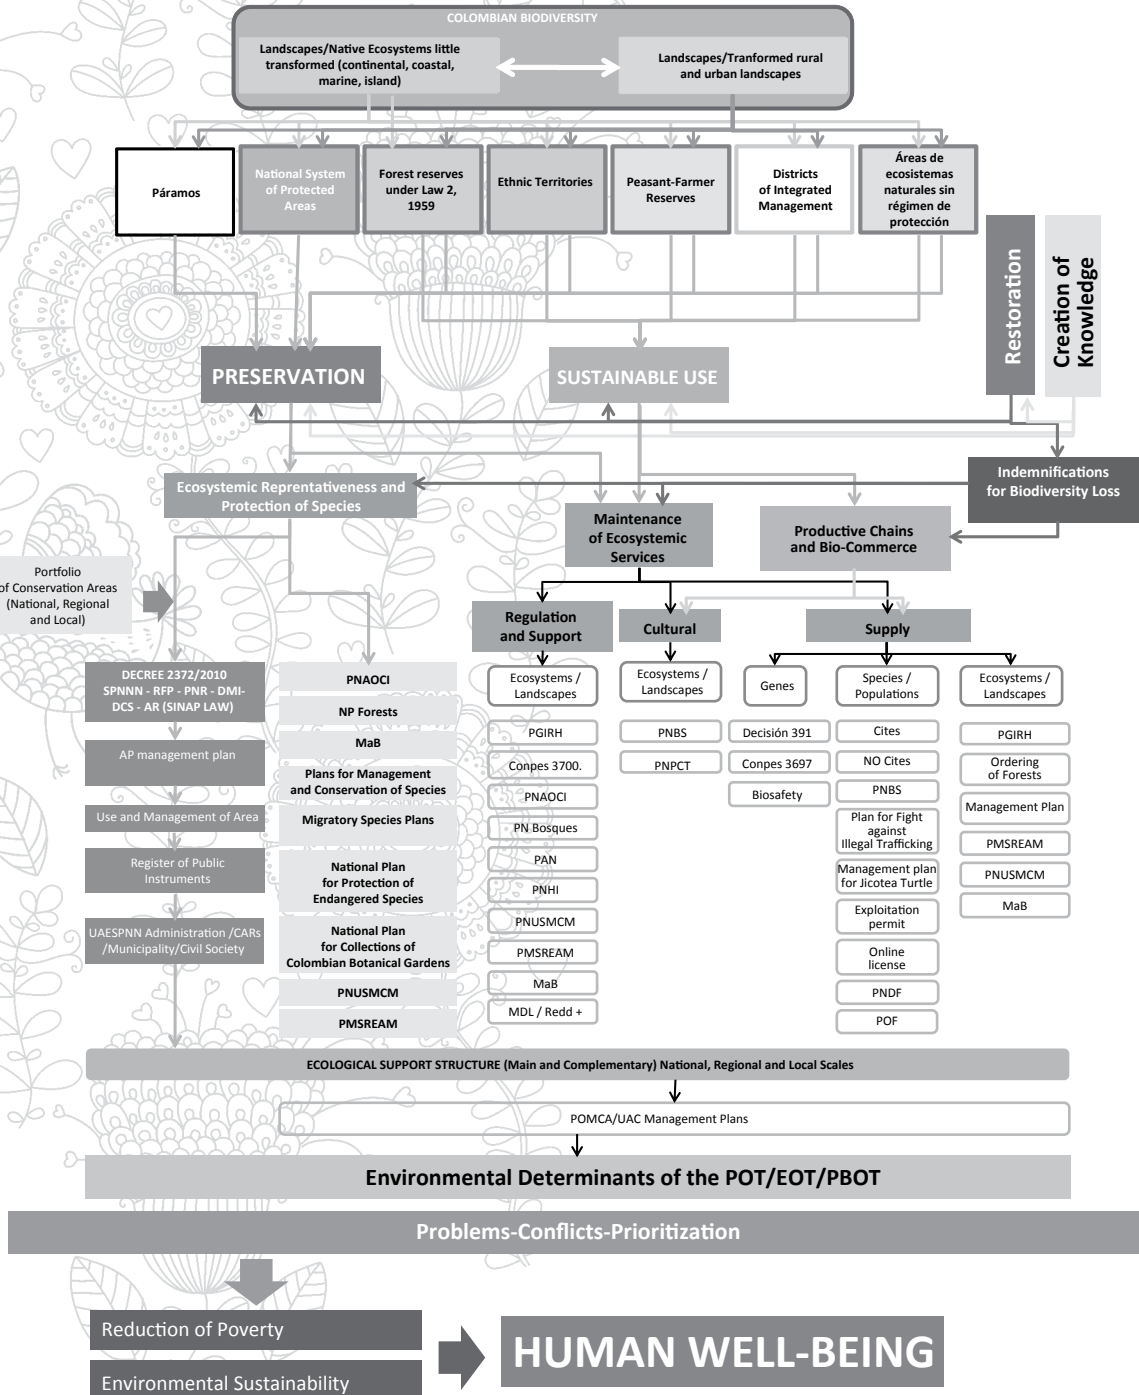 COLOMBIAN BIODIVERSITY
Landscapes/Native Ecosystems little
transformed (continental, coastal,
marine, island)
Landscapes/Tranformed rural
and urban landscapes
Páramos
National System
of Protected
Areas
Forest reserves
under Law 2,
1959
Ethnic Territories
Peasant-Farmer
Reserves
Districts
of Integrated
Management
Áreas de
ecosistemas
naturales sin
régimen de
protección
Restoration
Creation of
Knowledge
PRESERVATION
SUSTAINABLE USE
Ecosystemic Reprentativeness and
Protection of Species
Indemnifications
for Biodiversity Loss
Maintenance
of Ecosystemic
Services
Productive Chains
and Bio-Commerce
Portfolio
of Conservation Areas
(National, Regional
and Local)
Regulation
and Support
Cultural
Supply
DECREE 2372/2010
SPNNN - RFP - PNR - DMI-
DCS - AR (SINAP LAW)
AP management plan
Use and Management of Area
Register of Public
Instruments
UAESPNN Administration /CARs
/Municipality/Civil Society
PNAOCI
NP Forests
MaB
Plans for Management
and Conservation of Species
Migratory Species Plans
National Plan
for Protection of
Endangered Species
National Plan
for Collections of
Colombian Botanical Gardens
PNUSMCM
PMSREAM
Ecosystems /
Landscapes
PGIRH
Conpes 3700.
PNAOCI
PN Bosques
PAN
PNHI
PNUSMCM
PMSREAM
MaB
MDL / Redd +
Ecosystems /
Landscapes
PNBS
PNPCT
Genes
Decisión 391
Conpes 3697
Biosafety
Species /
Populations
Cites
NO Cites
PNBS
Plan for Fight
against
Illegal Trafficking
Management plan
for Jicotea Turtle
Exploitation
permit
Online
license
PNDF
POF
Ecosystems /
Landscapes
PGIRH
Ordering
of Forests
Management Plan
PMSREAM
PNUSMCM
MaB
ECOLOGICAL SUPPORT STRUCTURE (Main and Complementary) National, Regional and Local Scales
POMCA/UAC Management Plans
Environmental Determinants of the POT/EOT/PBOT
Problems-Conflicts-Prioritization
Reduction of Poverty
Environmental Sustainability
HUMAN WELL-BEING